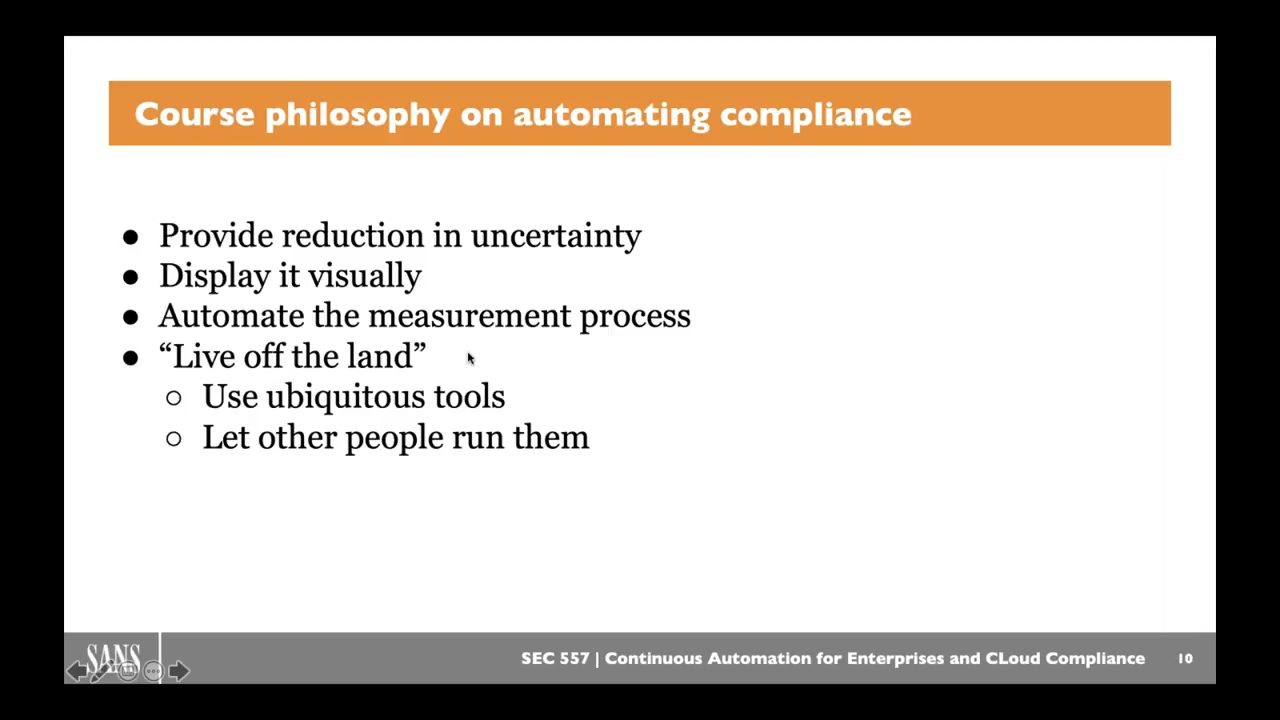 Course philosophy on automating compliance
● Provide reduction in uncertainty
● Display it visually
● Automate the measurement process
● “Live off the land”
○ Use ubiquitous tools
○ Let other people run them
SANS
SEC 557 | Continuous Automation for Enterprises and CLoud Compliance 10